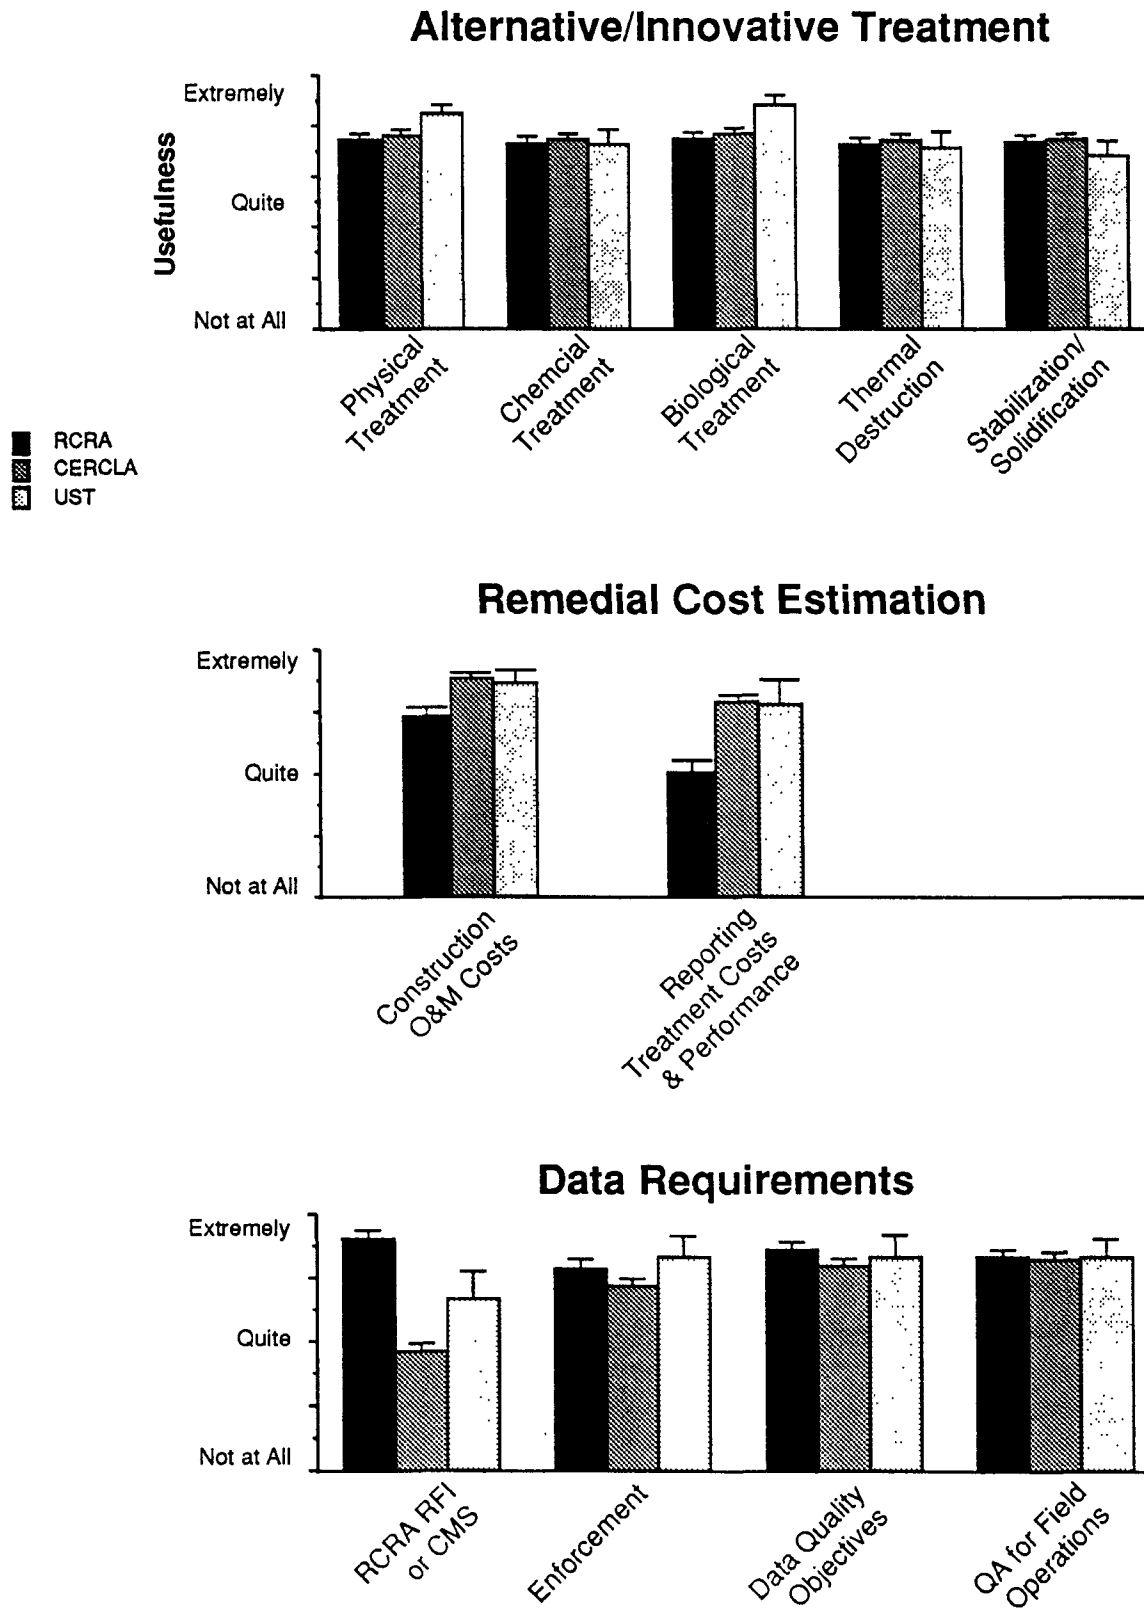 Alternative/Innovative Treatment
Extremely
Usefulness
Quite
Not at All
Physical
Treatment
Chemcial
Treatment
Biological
Treatment
Thermal
Destruction
Stabilization/
Solidification
RCRA
CERCLA
UST
Remedial Cost Estimation
Extremely
Quite
Not at All
Construction
O&M Costs
Reporting
Treatment Costs
& Performance
Data Requirements
Extremely
Quite
Not at All
RCRA RFI
or CMS
Enforcement
Data Quality
Objectives
QA for Field
Operations